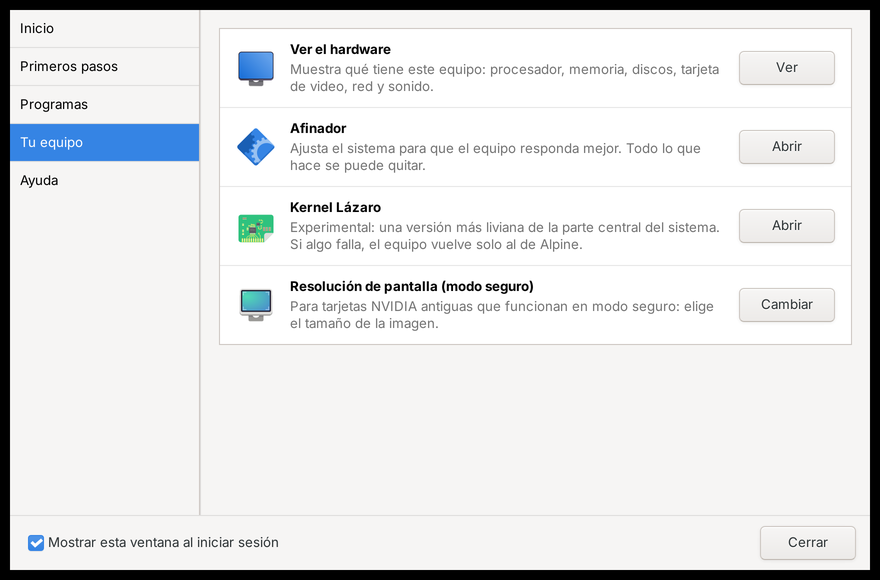 Inicio
Primeros pasos
Programas
Tu equipo
Ayuda
Ver el hardware
Muestra qué tiene este equipo: procesador, memoria, discos, tarjeta
de video, red y sonido.
Ver
Afinador
Ajusta el sistema para que el equipo responda mejor. Todo lo que
hace se puede quitar.
Abrir
Kernel Lázaro
Experimental: una versión más liviana de la parte central del sistema.
Si algo falla, el equipo vuelve solo al de Alpine.
Abrir
Resolución de pantalla (modo seguro)
Para tarjetas NVIDIA antiguas que funcionan en modo seguro: elige
el tamaño de la imagen.
Cambiar
Mostrar esta ventana al iniciar sesión
Cerrar